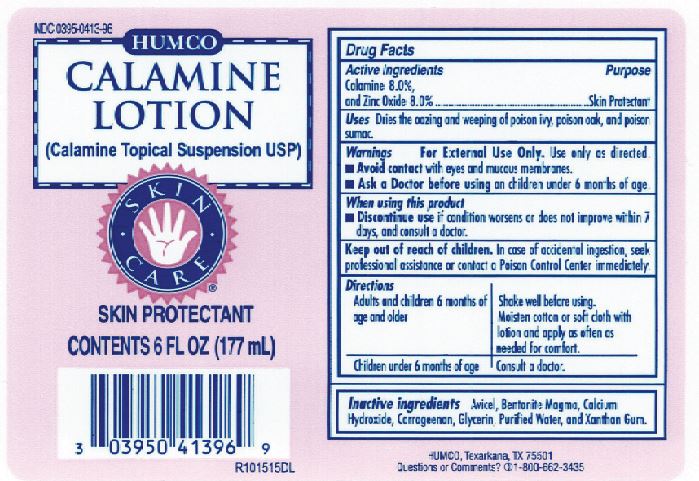 NDC 0395-0413-96
HUMCO
CALAMINE
LOTION
(Calamine Topical Suspension USP)
SKIN
CARE
®
SKIN PROTECTANT
CONTENTS 6 FL OZ (177 mL)
3 03950 41396 9
R101515DL
Drug Facts
Active Ingredients Purpose
Calamine 8.0%,
and Zinc Oxide 8.0% Skin Protectant
Uses Dries the oozing and weeping of poison ivy, poison oak, and poison
sumac.
Warnings For External Use Only. Use only as directed.
■ Avoid contact with eyes and mucous membranes.
■ Ask a Doctor before using on children under 6 months of age.
When using this product
■ Discontinue use if condition worsens or does not improve within 7
days, and consult a doctor.
Keep out of reach of children. In case of accidental ingestion, seek
professional assistance or contact a Poison Control Center immediately.
Directions
Adults and children 6 months of
age and older
Shake well before using.
Moisten cotton or soft cloth with
lotion and apply as often as
needed for comfort.
Children under 6 months of age Consult a doctor.
Inactive ingredients Avicel, Bentonite Magma, Calcium
Hydroxide, Carrageenan, Glycerin, Purified Water, and Xanthan Gum.
HUMCO, Texarkana, TX 75501
Questions or Comments? ✆1-800-662-3435